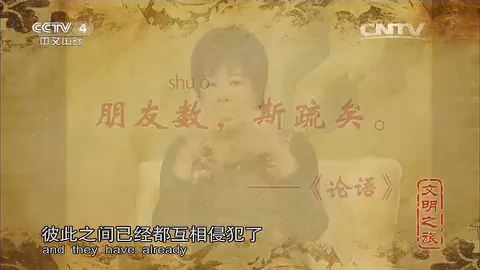 CCTV 4
中文国际
CNTV
shuò
朋友数，斯疏矣。
——《论语》
文明之旅
彼此之间已经都互相侵犯了
and they have already